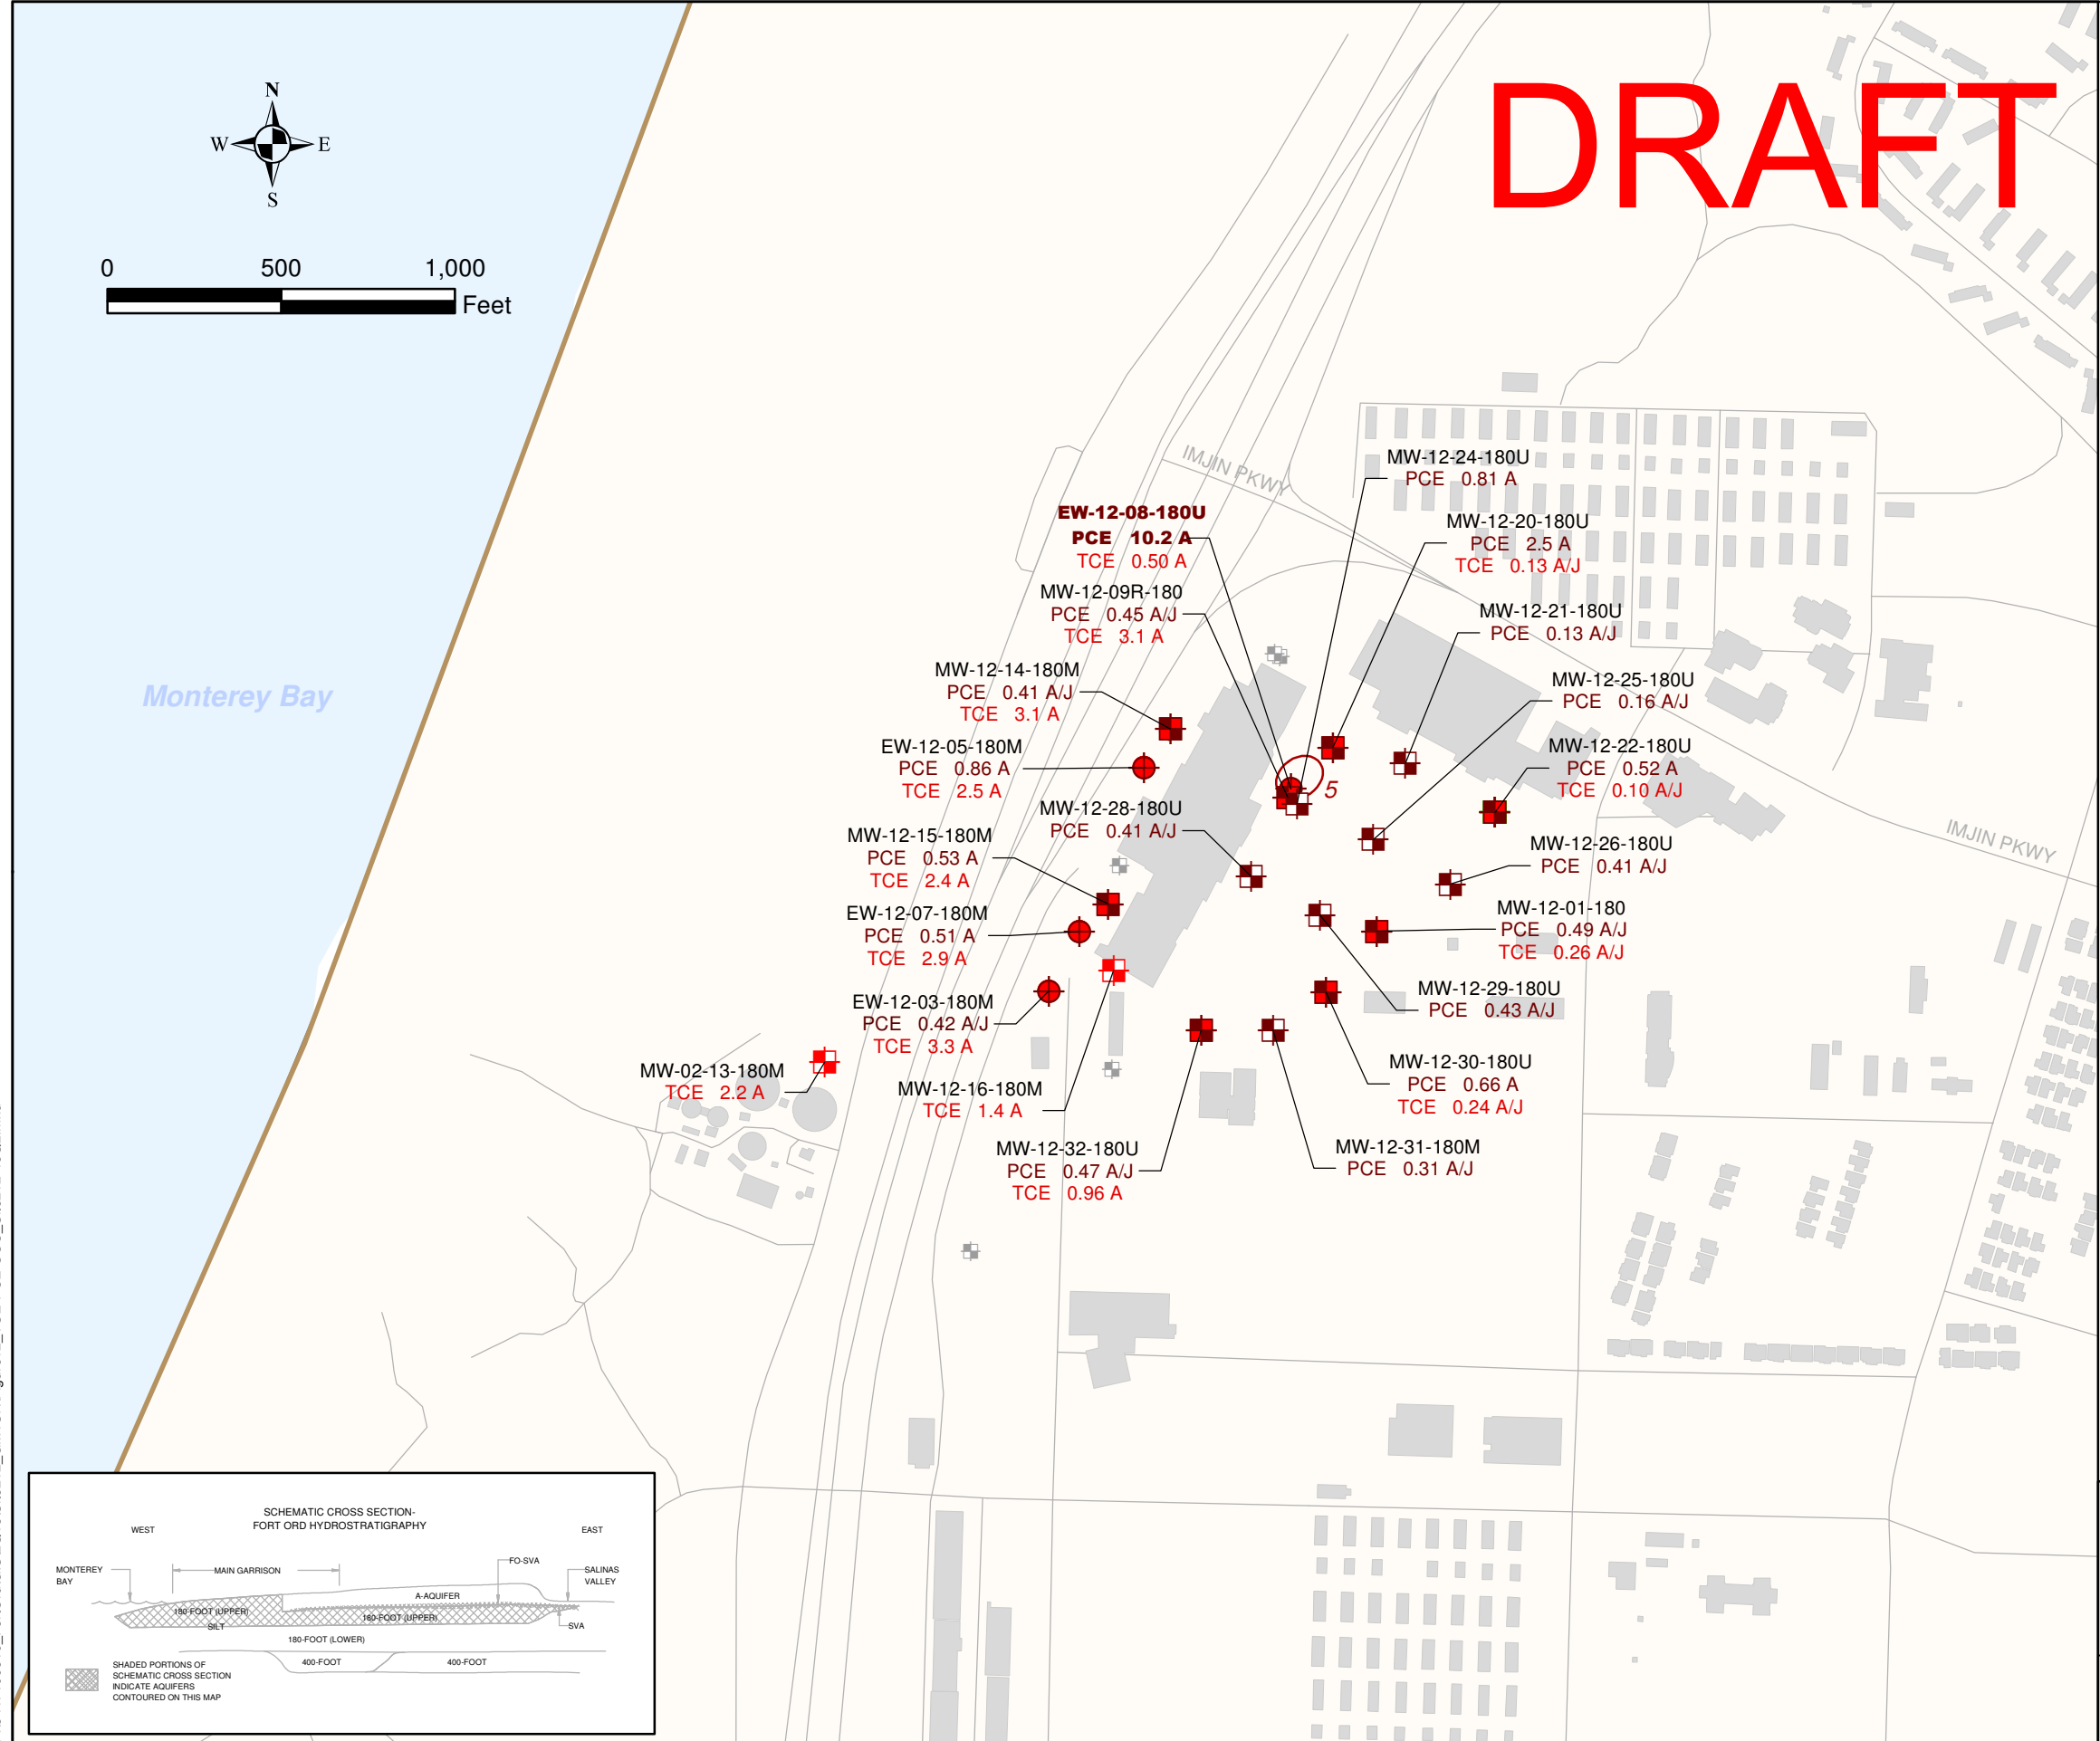 DRAFT
N
W E
S
0 500 1,000
Feet
Monterey Bay
IMJIN PKWY
MW-12-24-180U
PCE 0.81 A
EW-12-08-180U
PCE 10.2 A
TCE 0.50 A
MW-12-20-180U
PCE 2.5 A
TCE 0.13 A/J
MW-12-09R-180
PCE 0.45 A/J
TCE 3.1 A
MW-12-21-180U
PCE 0.13 A/J
MW-12-14-180M
PCE 0.41 A/J
TCE 3.1 A
MW-12-25-180U
PCE 0.16 A/J
EW-12-05-180M
PCE 0.86 A
TCE 2.5 A
MW-12-22-180U
PCE 0.52 A
TCE 0.10 A/J
5
MW-12-28-180U
PCE 0.41 A/J
MW-12-15-180M
PCE 0.53 A
TCE 2.4 A
MW-12-26-180U
PCE 0.41 A/J
IMJIN PKWY
EW-12-07-180M
PCE 0.51 A
TCE 2.9 A
MW-12-01-180
PCE 0.49 A/J
TCE 0.26 A/J
EW-12-03-180M
PCE 0.42 A/J
TCE 3.3 A
MW-12-29-180U
PCE 0.43 A/J
MW-02-13-180M
TCE 2.2 A
MW-12-16-180M
TCE 1.4 A
MW-12-30-180U
PCE 0.66 A
TCE 0.24 A/J
MW-12-32-180U
PCE 0.47 A/J
TCE 0.96 A
MW-12-31-180M
PCE 0.31 A/J
SCHEMATIC CROSS SECTION-
FORT ORD HYDROSTRATIGRAPHY
WEST
EAST
MONTEREY
BAY
MAIN GARRISON
FO-SVA
SALINAS
VALLEY
A-AQUIFER
180-FOOT (UPPER)
180-FOOT (UPPER)
SILT
SVA
180-FOOT (LOWER)
400-FOOT
400-FOOT
SHADED PORTIONS OF
SCHEMATIC CROSS SECTION
INDICATE AQUIFERS
CONTOURED ON THIS MAP